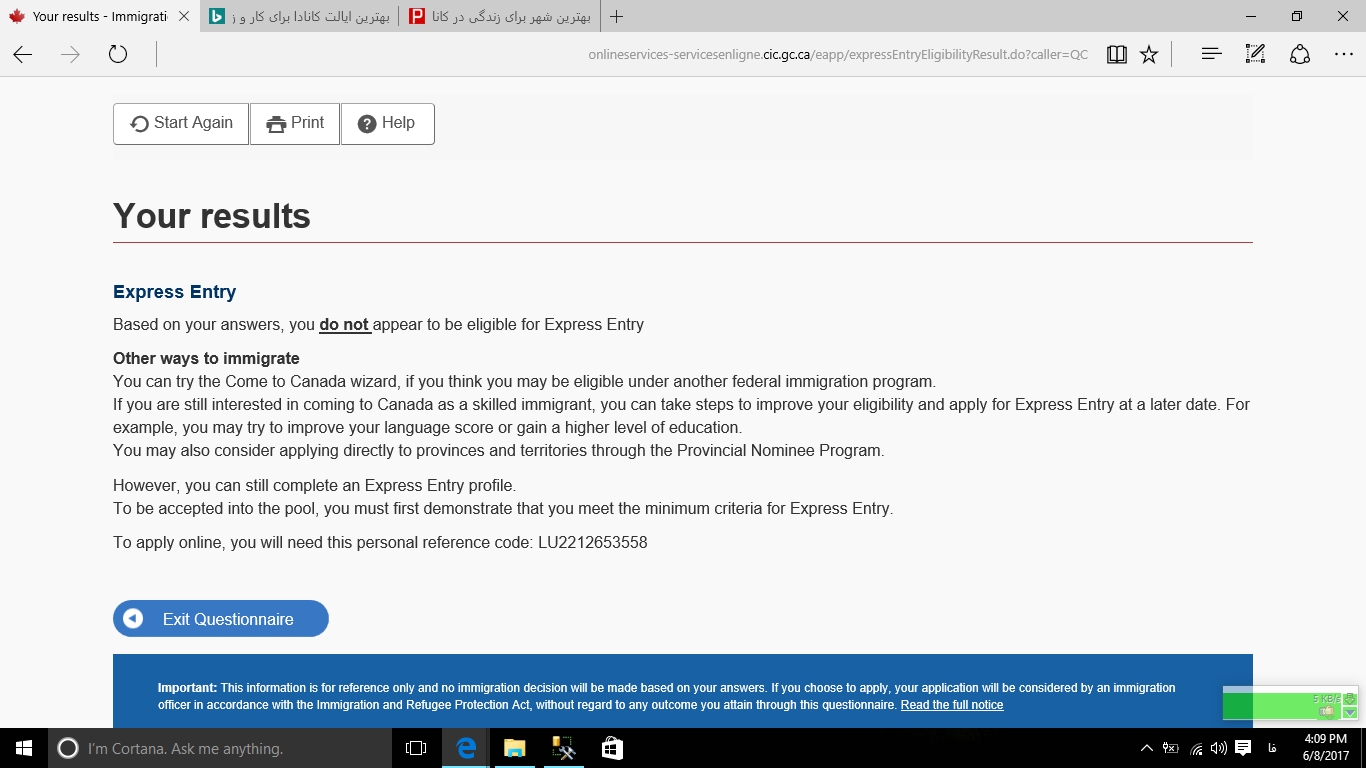 Your results - Immigrati
بهترین ایالت کانادا برای کار و ز
بهترین شهر برای زندگی در کانا
onlineservices-servicesenligne.cic.gc.ca/eapp/expressEntryEligibilityResult.do?caller=QC
Start Again Print Help
Your results
Express Entry
Based on your answers, you do not appear to be eligible for Express Entry
Other ways to immigrate
You can try the Come to Canada wizard, if you think you may be eligible under another federal immigration program.
If you are still interested in coming to Canada as a skilled immigrant, you can take steps to improve your eligibility and apply for Express Entry at a later date. For
example, you may try to improve your language score or gain a higher level of education.
You may also consider applying directly to provinces and territories through the Provincial Nominee Program.
However, you can still complete an Express Entry profile.
To be accepted into the pool, you must first demonstrate that you meet the minimum criteria for Express Entry.
To apply online, you will need this personal reference code: LU2212653558
Exit Questionnaire
Important: This information is for reference only and no immigration decision will be made based on your answers. If you choose to apply, your application will be considered by an immigration
officer in accordance with the Immigration and Refugee Protection Act, without regard to any outcome you attain through this questionnaire. Read the full notice
5 KB/s
I'm Cortana. Ask me anything.
فا
4:09 PM
6/8/2017